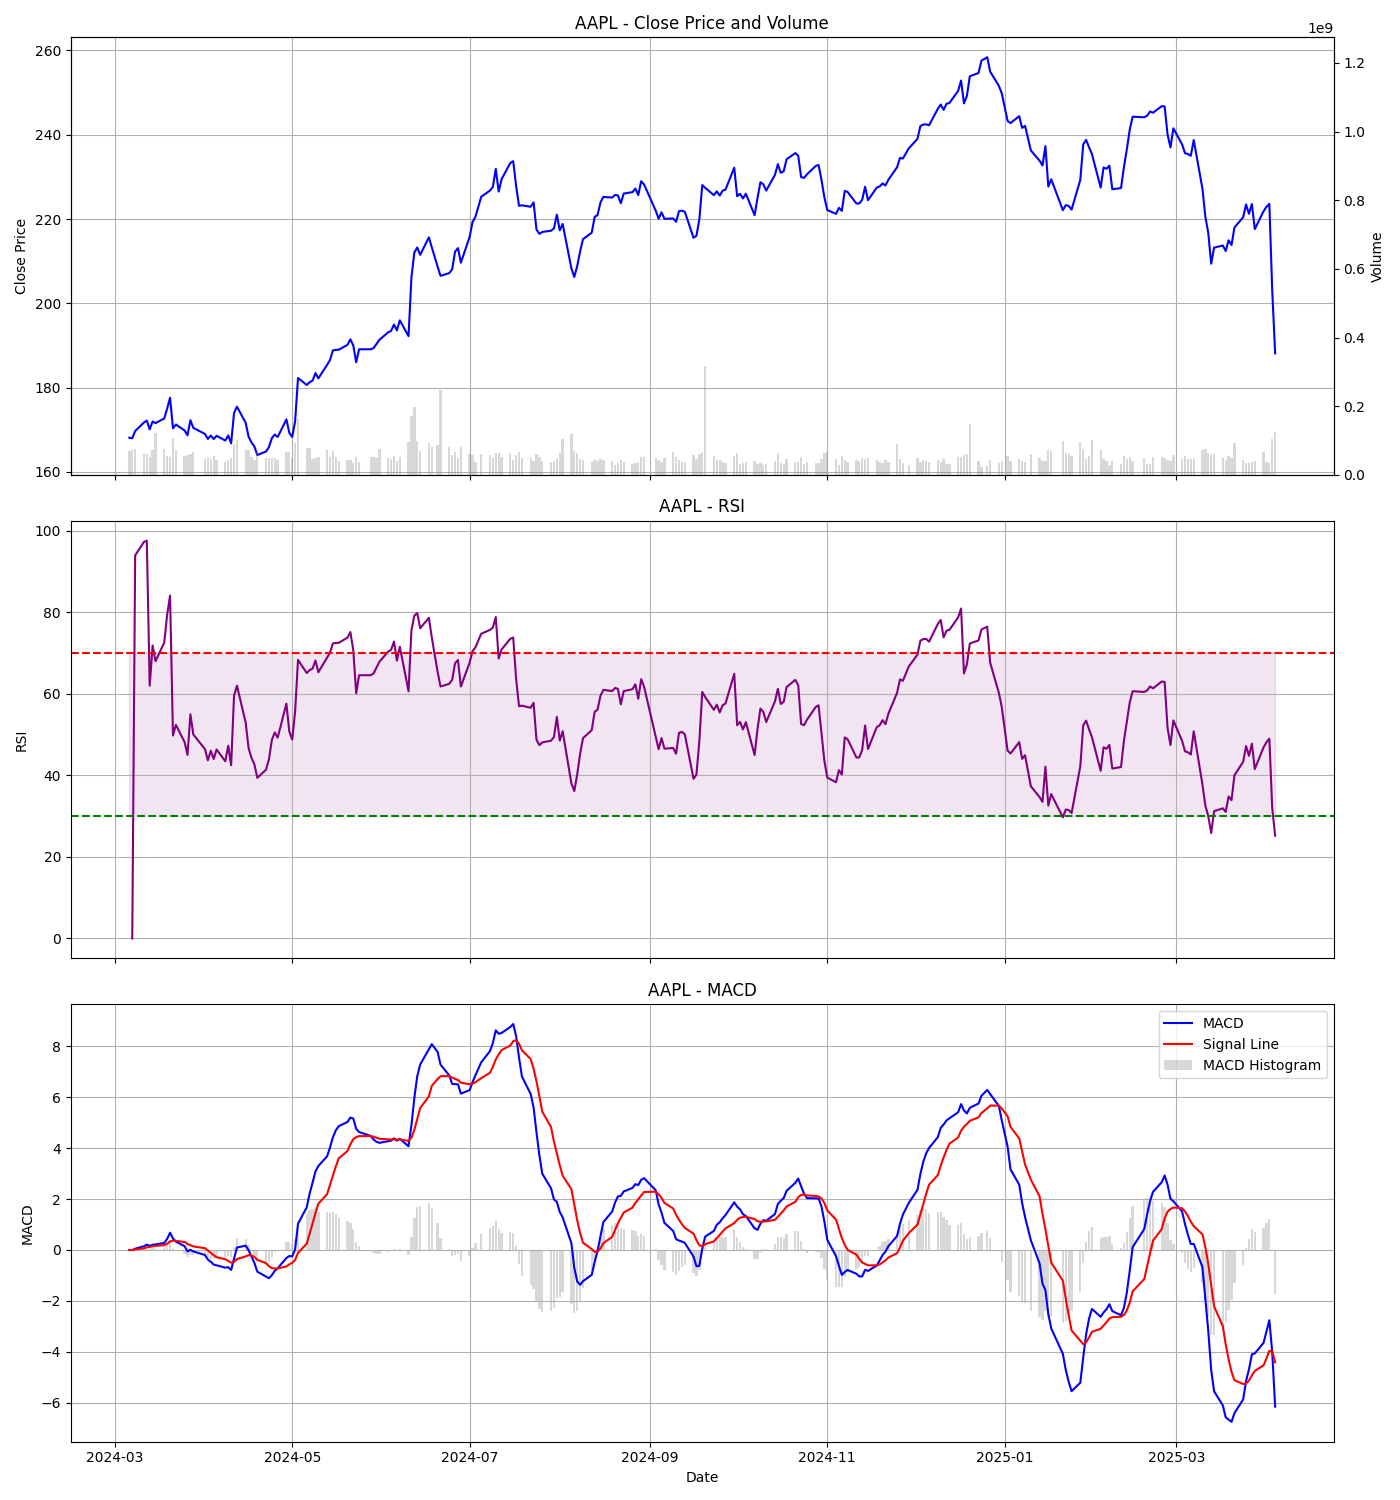 AAPL - Close Price and Volume
1e9
260
240
220
200
180
160
Close Price
1.2
1.0
0.8
0.6
0.4
0.2
0.0
Volume
AAPL - RSI
100
80
60
40
20
0
RSI
AAPL - MACD
MACD
Signal Line
MACD Histogram
8
6
4
2
0
−2
−4
−6
MACD
2024-03
2024-05
2024-07
2024-09
2024-11
2025-01
2025-03
Date